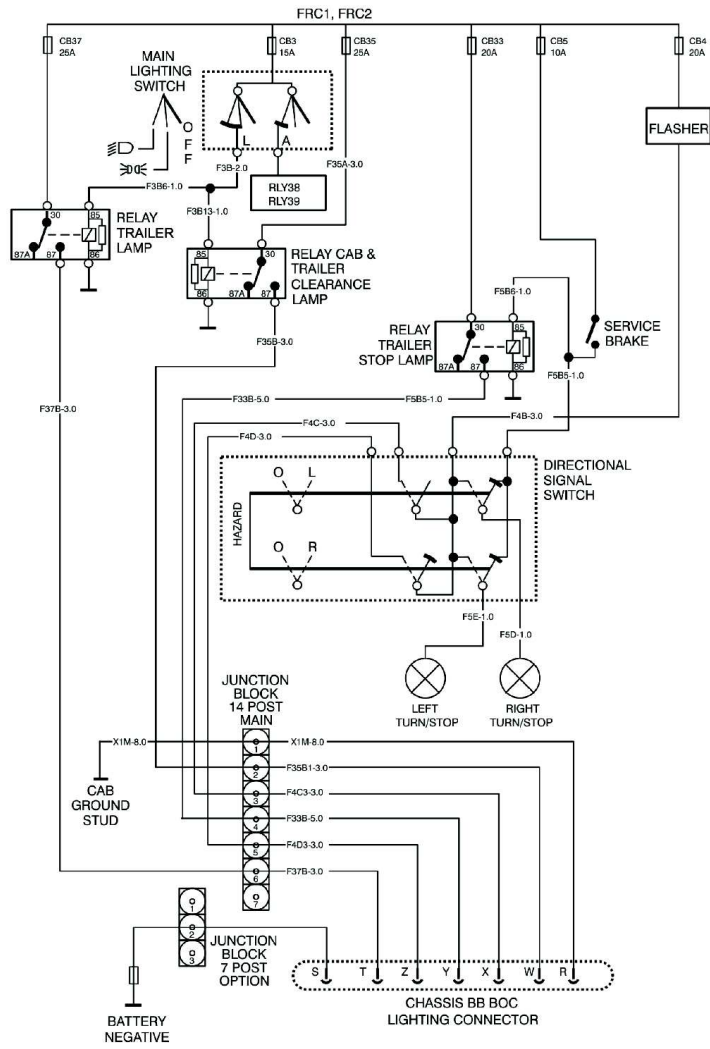 FRC1, FRC2
CB37
25A
CB3
15A
CB35
25A
CB33
20A
CB5
10A
CB4
20A
MAIN
LIGHTING
SWITCH
O
F
F
L
A
FLASHER
F3B-2.0
F35A-3.0
RLY38
RLY39
F3B6-1.0
F3B13-1.0
30
85
87A
87
86
RELAY
TRAILER
LAMP
85
30
86
87A
87
RELAY CAB &
TRAILER
CLEARANCE
LAMP
F5B6-1.0
30
85
87A
87
86
RELAY
TRAILER
STOP LAMP
SERVICE
BRAKE
F35B-3.0
F5B5-1.0
F37B-3.0
F33B-5.0
F5B5-1.0
F4B-3.0
F4C-3.0
F4D-3.0
DIRECTIONAL
SIGNAL
SWITCH
HAZARD
O
L
O
R
F5E-1.0
F5D-1.0
LEFT
TURN/STOP
RIGHT
TURN/STOP
JUNCTION
BLOCK
14 POST
MAIN
X1M-8.0
1
X1M-8.0
2
F35B1-3.0
3
F4C3-3.0
4
F33B-5.0
5
F4D3-3.0
6
F37B-3.0
7
CAB
GROUND
STUD
1
2
3
JUNCTION
BLOCK
7 POST
OPTION
S
T
Z
Y
X
W
R
CHASSIS BB BOC
LIGHTING CONNECTOR
BATTERY
NEGATIVE